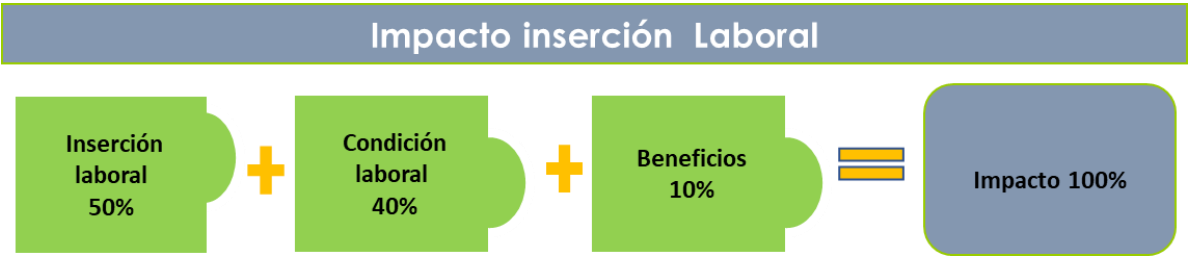 Impacto inserción Laboral
Inserción
laboral
50%
Condición
laboral
40%
Beneficios
10%
Impacto 100%